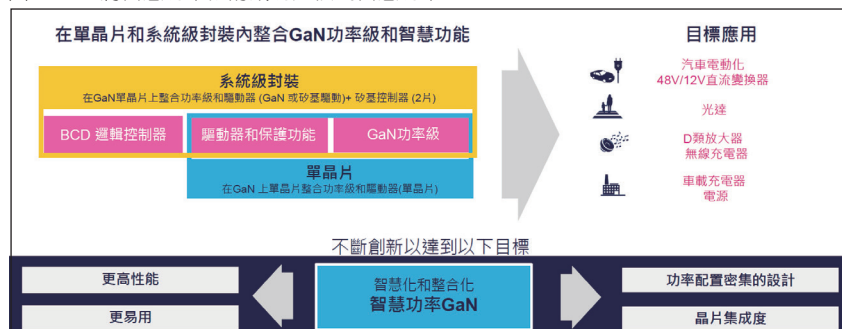 在單晶片和系統級封裝內整合GaN功率級和智慧功能
目標應用
系統級封裝
在GaN單晶片上整合功率級和驅動器 (GaN 或矽基驅動)+ 矽基控制器 (2片)
BCD 邏輯控制器
驅動器和保護功能
GaN功率級
單晶片
在GaN 上單晶片整合功率級和驅動器(單晶片)
汽車電動化
48V/12V直流變換器
光達
D類放大器
無線充電器
車載充電器
電源
不斷創新以達到以下目標
更高性能
更易用
智慧化和整合化
智慧功率GaN
功率配置密集的設計
晶片集成度